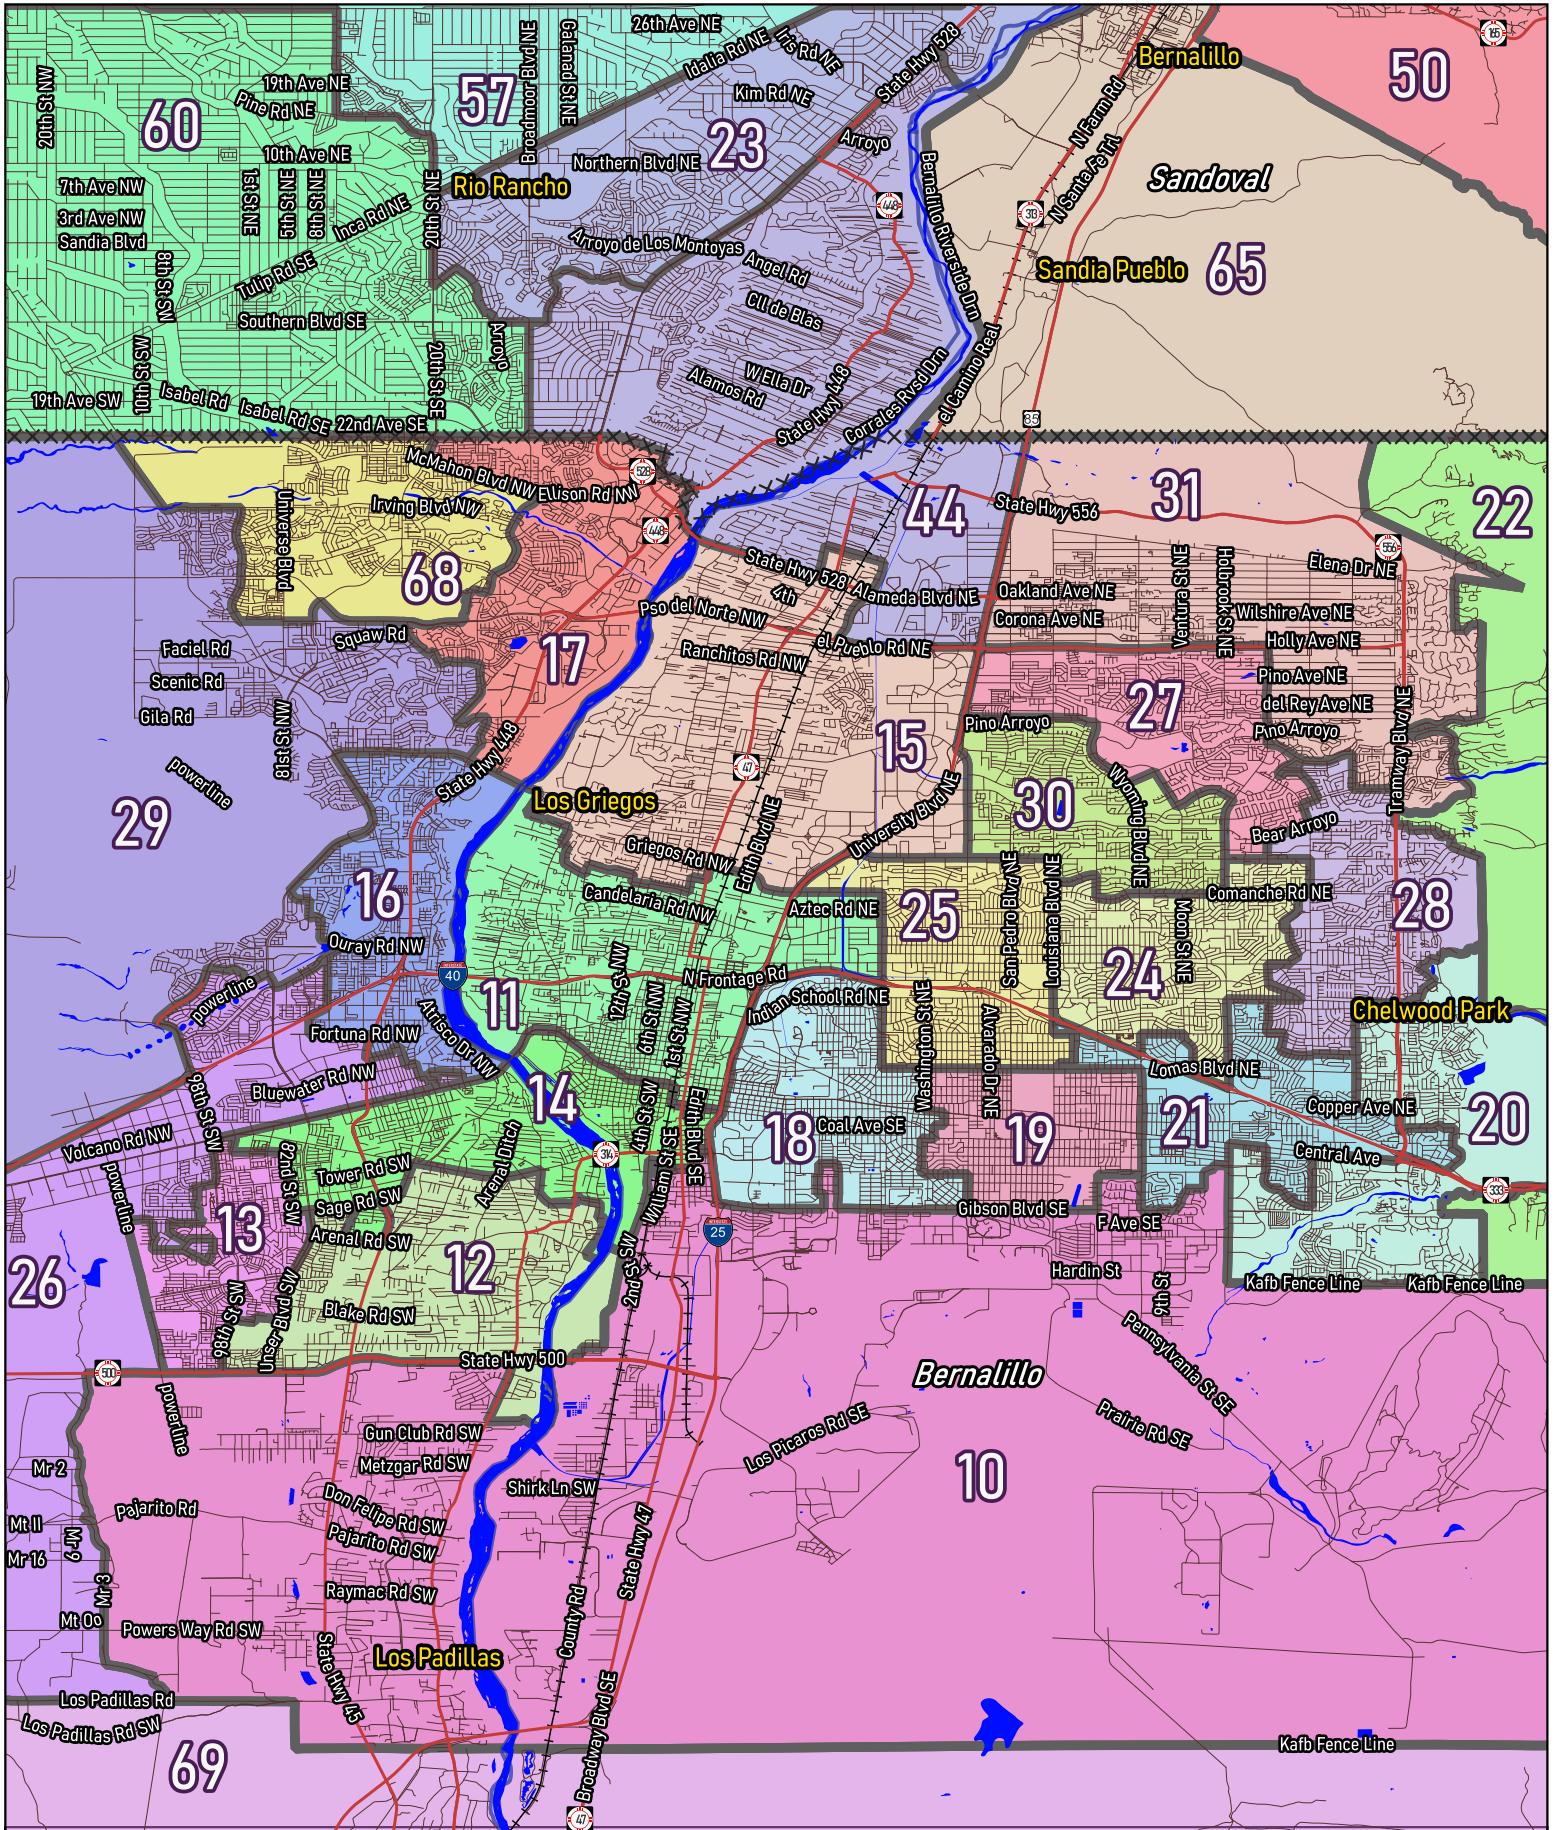 26th Ave NE
165
Galanad St NE
Broadmoor Blvd NE
Idalia Rd NE
Iris Rd NE
State Hwy 528
Bernalillo
50
20th St NW
19th Ave NE
Pine Rd NE
57
Kim Rd NE
N Farm Rd
60
23
Arroyo
10th Ave NE
Northern Blvd NE
Sandoval
7th Ave NW
1st St NE
5th St NE
8th St NE
Rio Rancho
20th St NE
448
313
N Santa Fe Trl
3rd Ave NW
Inca Rd NE
Bernalillo Riverside Drn
Sandia Blvd
Arroyo de Los Montoyas
8th St SW
Tulip Rd SE
Angel Rd
Sandia Pueblo
65
Southern Blvd SE
Cll de Blas
Arroyo
10th St SW
20th St SE
W Ella Dr
Alamos Rd
el Camino Real
19th Ave SW
Isabel Rd
Isabel Rd SE
22nd Ave SE
State Hwy 448
Corrales Rvsd Drn
85
McMahon Blvd NW
528
Ellison Rd NW
Irving Blvd NW
Universe Blvd
44
State Hwy 556
31
22
448
556
68
State Hwy 528
Alameda Blvd NE
4th
Oakland Ave NE
Ventura St NE
Holbrook St NE
Elena Dr NE
Pso del Norte NW
Corona Ave NE
Wilshire Ave NE
Squaw Rd
17
el Pueblo Rd NE
Holly Ave NE
Faciel Rd
Ranchitos Rd NW
Scenic Rd
27
Pino Ave NE
Gila Rd
del Rey Ave NE
81st St NW
15
Pino Arroyo
Pino Arroyo
Tramway Blvd NE
powerline
State Hwy 448
47
Wyoming Blvd NE
29
Los Griegos
30
University Blvd NE
Bear Arroyo
Griegos Rd NW
Edith Blvd NE
16
Candelaria Rd NW
Aztec Rd NE
25
San Pedro Blvd NE
Louisiana Blvd NE
Comanche Rd NE
28
Moon St NE
Ouray Rd NW
40
12th St NW
N Frontage Rd
24
powerline
11
6th St NW
1st St NW
Indian School Rd NE
Washington St NE
Alvarado Dr NE
Chelwood Park
Fortuna Rd NW
Atrisco Dr NW
Lomas Blvd NE
98th St SW
Bluewater Rd NW
14
4th St SW
Edith Blvd SE
Copper Ave NE
Volcano Rd NW
18
Coal Ave SE
19
21
20
powerline
82nd St SW
Tower Rd SW
Arenal Ditch
314
William St SE
Central Ave
Sage Rd SW
333
13
Arenal Rd SW
12
25
Gibson Blvd SE
F Ave SE
26
2nd St SW
Hardin St
9th St
Kafb Fence Line
Kafb Fence Line
98th St SW
Unser Blvd SW
Blake Rd SW
Pennsylvania St SE
500
State Hwy 500
Bernalillo
powerline
Gun Club Rd SW
Los Picaros Rd SE
Prairie Rd SE
Mr 2
Metzgar Rd SW
10
Shirk Ln SW
Pajarito Rd
Don Felipe Rd SW
State Hwy 47
Mt II
Mr 9
Pajarito Rd SW
Mr 16
Mr 3
Raymac Rd SW
County Rd
Mt Oo
Powers Way Rd SW
State Hwy 45
Los Padillas
Broadway Blvd SE
Los Padillas Rd
Los Padillas Rd SW
69
Kafb Fence Line
47